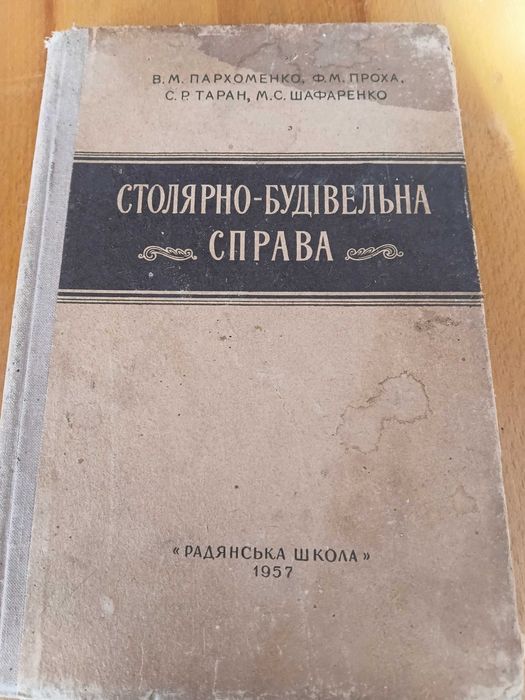 В. М. ПАРХОМЕНКО, Ф. М. ПРОХА,
С. Р. ТАРАН, М. С. ШАФАРЕНКО
СТОЛЯРНО-БУДІВЕЛЬНА
СПРАВА
«РАДЯНСЬКА ШКОЛА»
1957